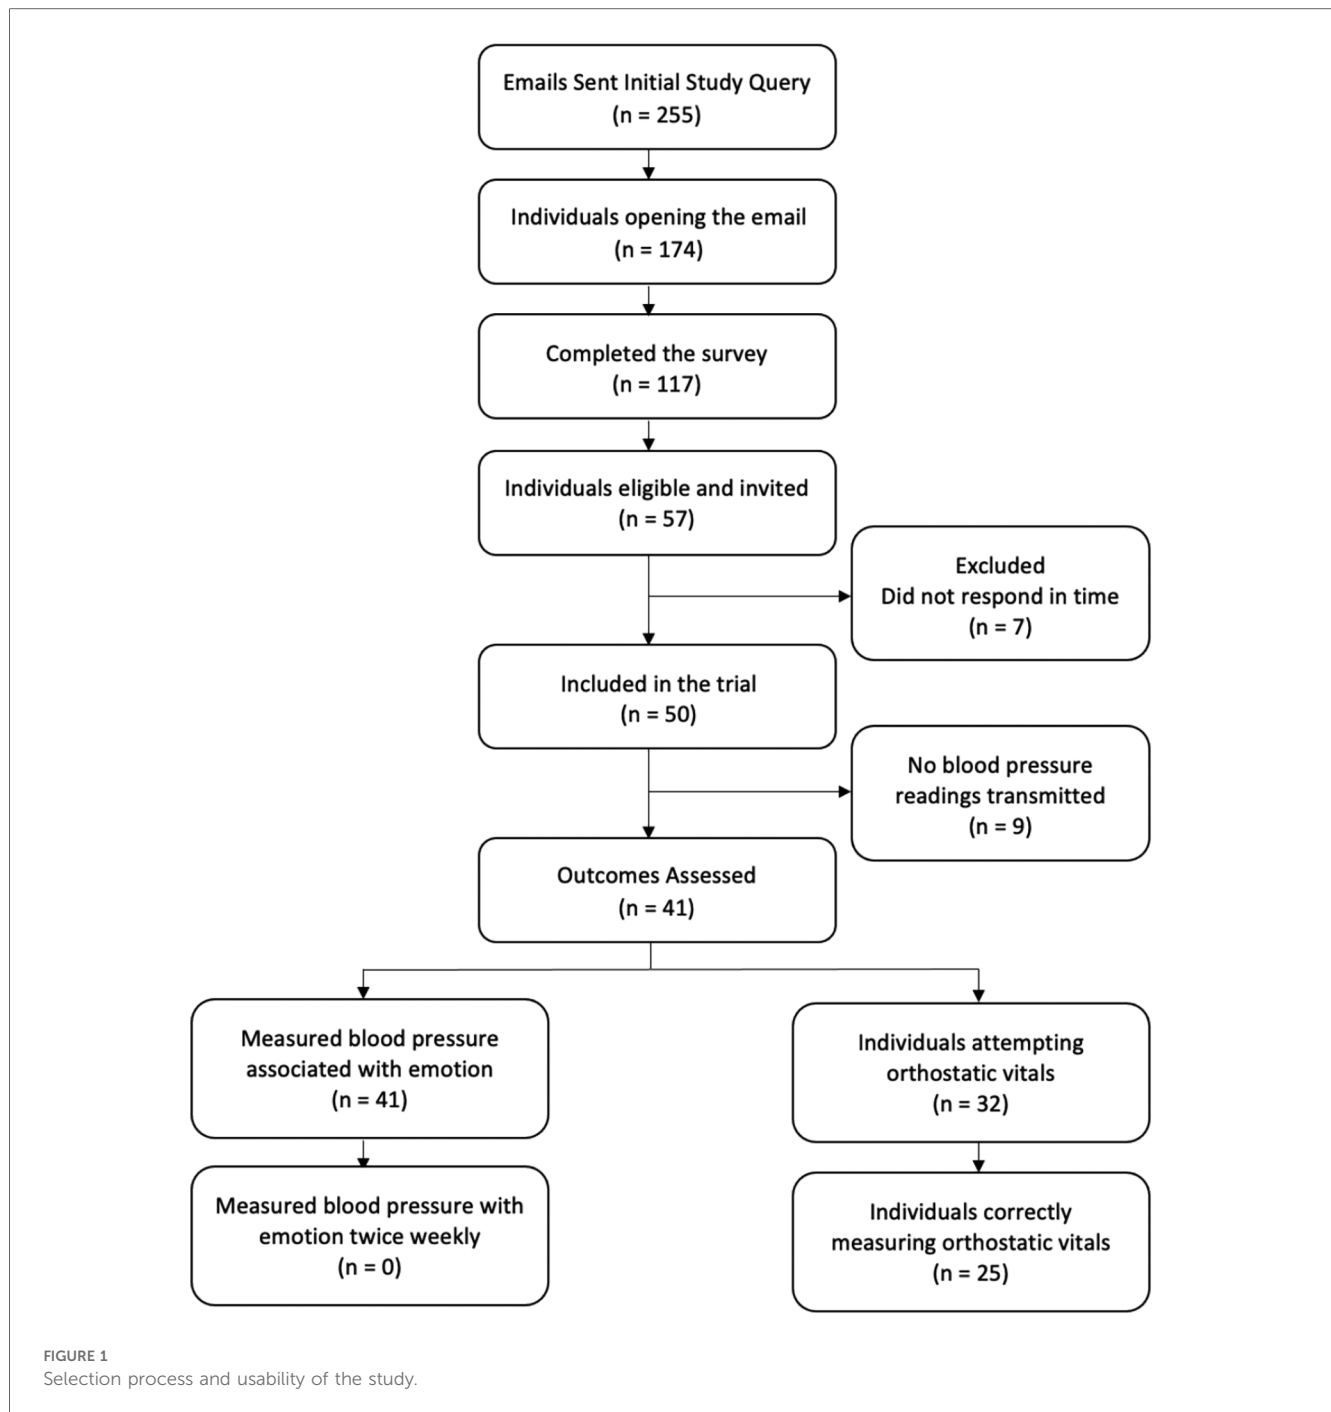 Emails Sent Initial Study Query
(n = 255)
Individuals opening the email
(n = 174)
Completed the survey
(n = 117)
Individuals eligible and invited
(n = 57)
Excluded
Did not respond in time
(n = 7)
Included in the trial
(n = 50)
No blood pressure
readings transmitted
(n = 9)
Outcomes Assessed
(n = 41)
Measured blood pressure
associated with emotion
(n = 41)
Individuals attempting
orthostatic vitals
(n = 32)
Measured blood pressure with
emotion twice weekly
(n = 0)
Individuals correctly
measuring orthostatic vitals
(n = 25)
FIGURE 1
Selection process and usability of the study.